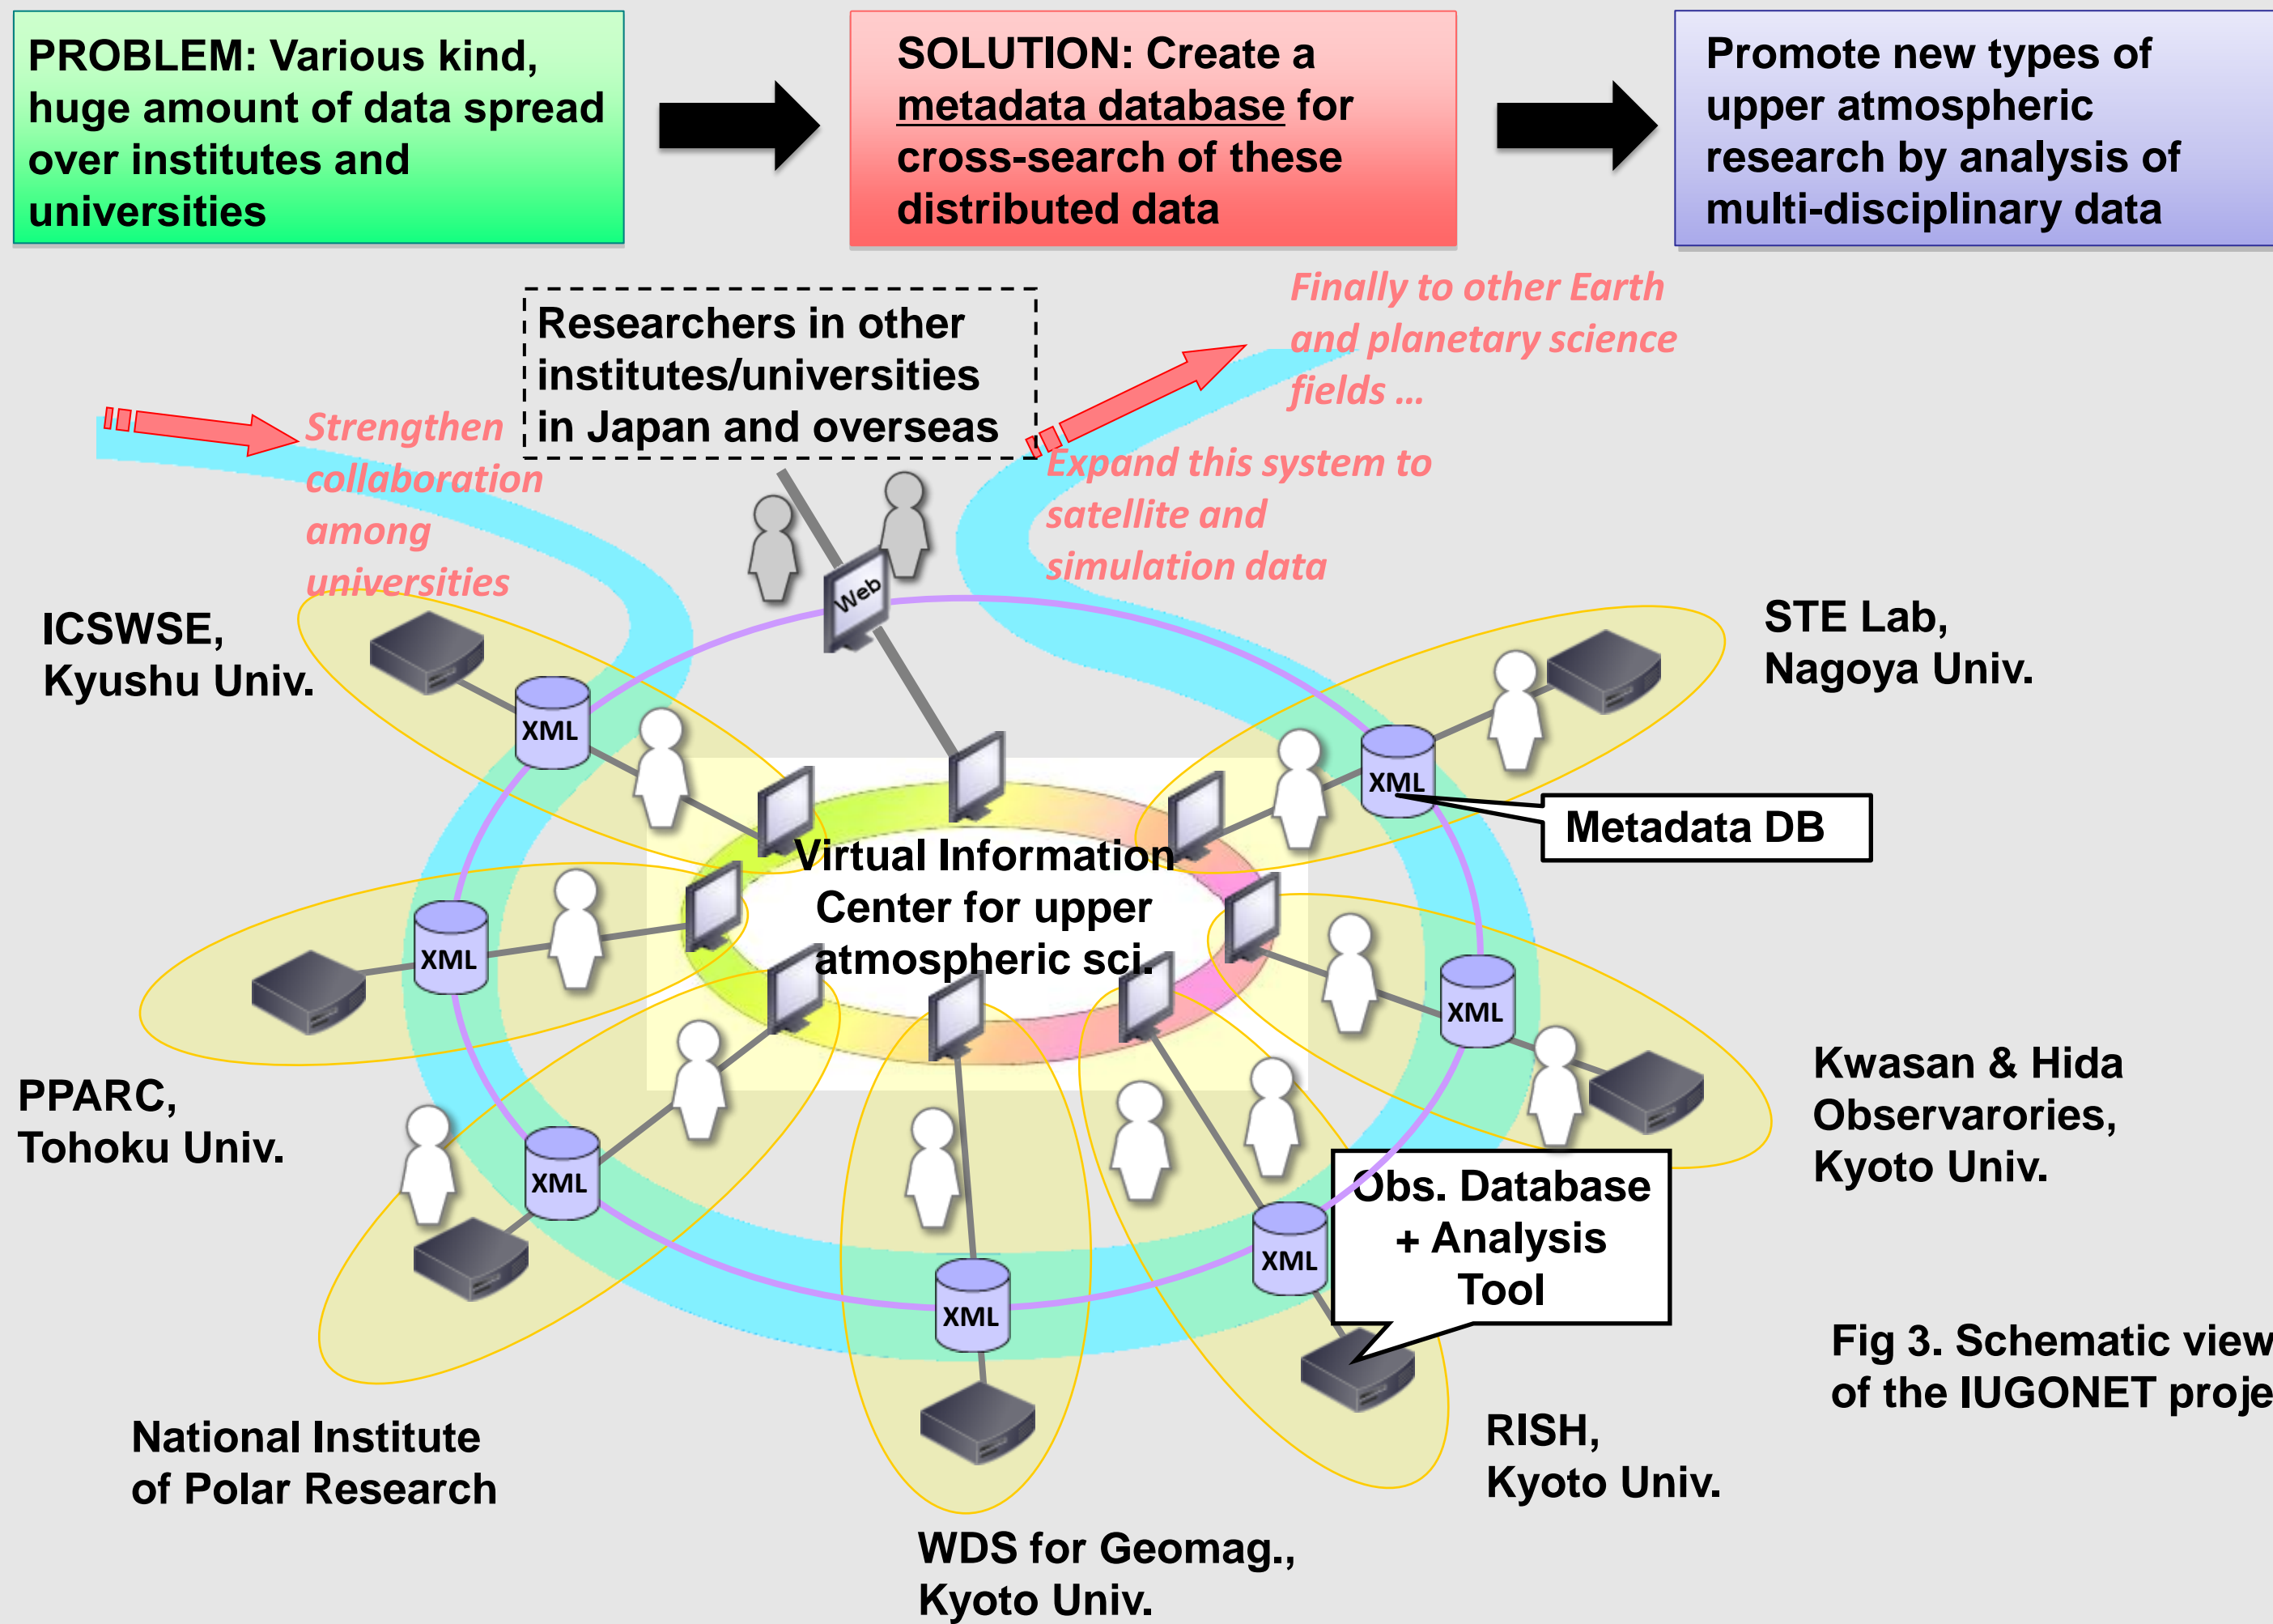 PROBLEM: Various kind,
huge amount of data spread
over institutes and
universities
SOLUTION: Create a
metadata database for
cross-search of these
distributed data
Promote new types of
upper atmospheric
research by analysis of
multi-disciplinary data
Researchers in other
institutes/universities
in Japan and overseas
Finally to other Earth
and planetary science
fields ...
Strengthen
collaboration
among
universities
Expand this system to
satellite and
simulation data
Web
ICSWSE,
Kyushu Univ.
STE Lab,
Nagoya Univ.
XML
XML
Metadata DB
Virtual Information
Center for upper
atmospheric sci.
XML
XML
PPARC,
Tohoku Univ.
Kwasan & Hida
Observarories,
Kyoto Univ.
XML
Obs. Database
+ Analysis
Tool
XML
XML
Fig 3. Schematic view
of the IUGONET proje
National Institute
of Polar Research
RISH,
Kyoto Univ.
WDS for Geomag.,
Kyoto Univ.